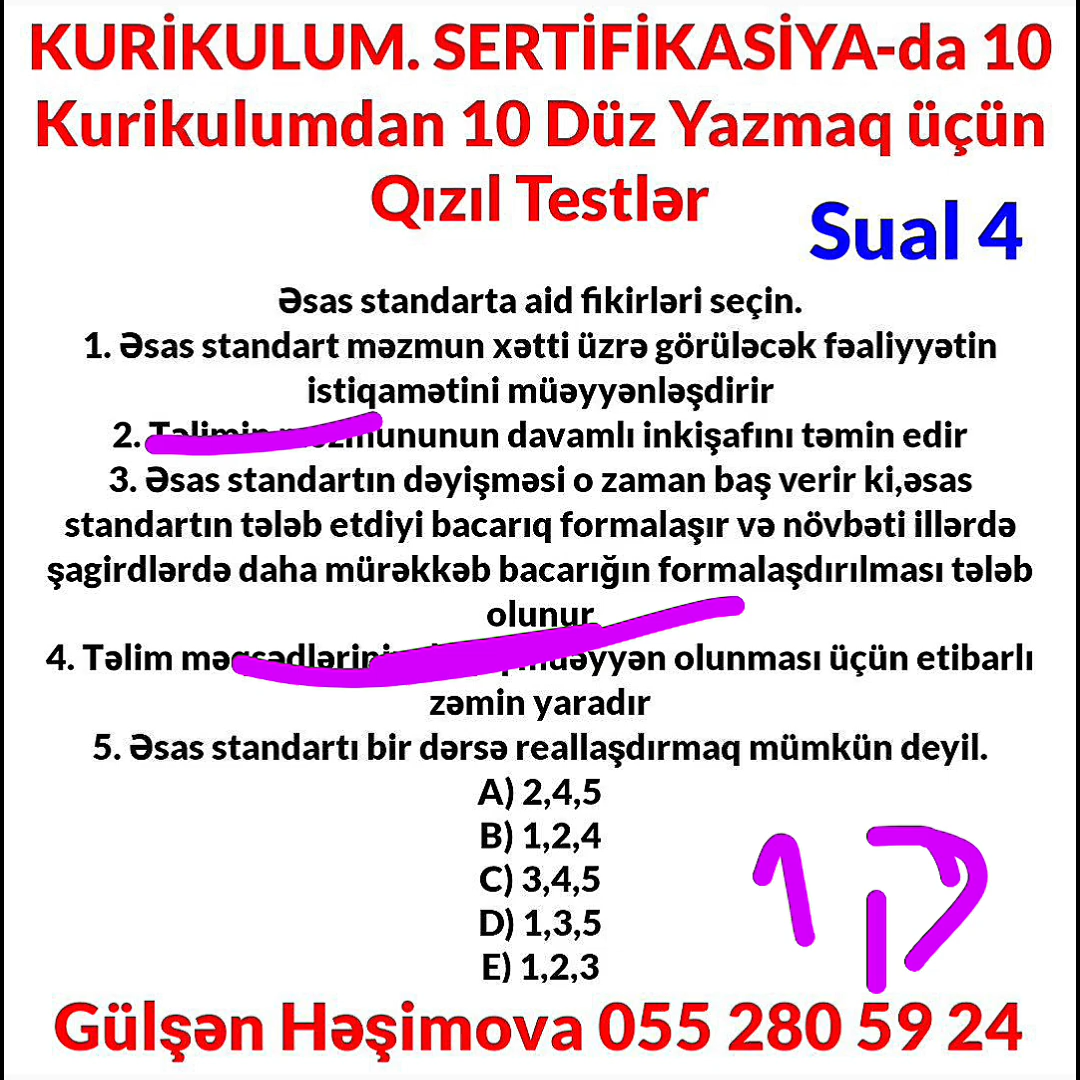 KURİKULUM. SERTİFİKASİYA-da 10
Kurikulumdan 10 Düz Yazmaq üçün
Qızıl Testlər
Sual 4
Əsas standarta aid fikirləri seçin.
1. Əsas standart məzmun xətti üzrə görüləcək fəaliyyətin
istiqamətini müəyyənləşdirir
2. Təlimin məzmununun davamlı inkişafını təmin edir
3. Əsas standartın dəyişməsi o zaman baş verir ki,əsas
standartın tələb etdiyi bacarıq formalaşır və növbəti illərdə
şagirdlərdə daha mürəkkəb bacarığın formalaşdırılması tələb
olunur
4. Təlim məqsədlərinin müəyyən olunması üçün etibarlı
zəmin yaradır
5. Əsas standartı bir dərsə reallaşdırmaq mümkün deyil.
A) 2,4,5
B) 1,2,4
C) 3,4,5
D) 1,3,5
E) 1,2,3
Gülşən Həşimova 055 280 59 24